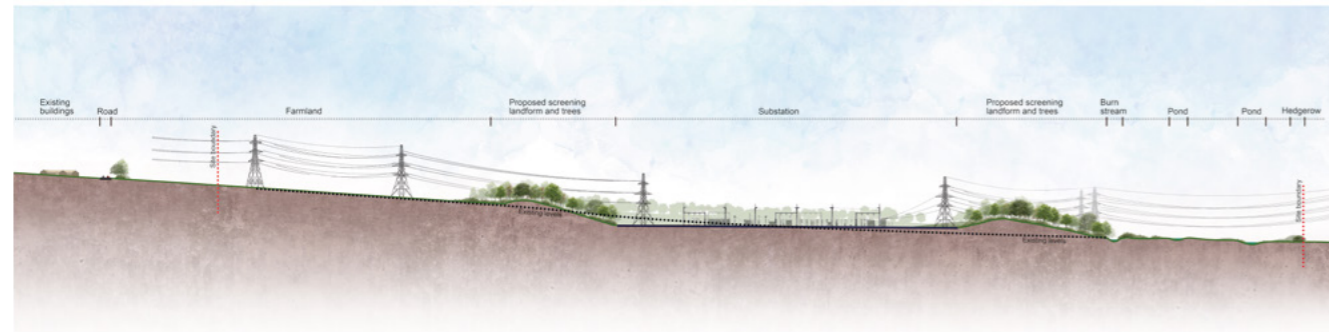 Existing
buildings
Road
Farmland
Proposed screening
landform and trees
Substation
Proposed screening
landform and trees
Burn
stream
Pond
Pond
Hedgerow
Site boundary
Site boundary
Existing levels
Existing levels